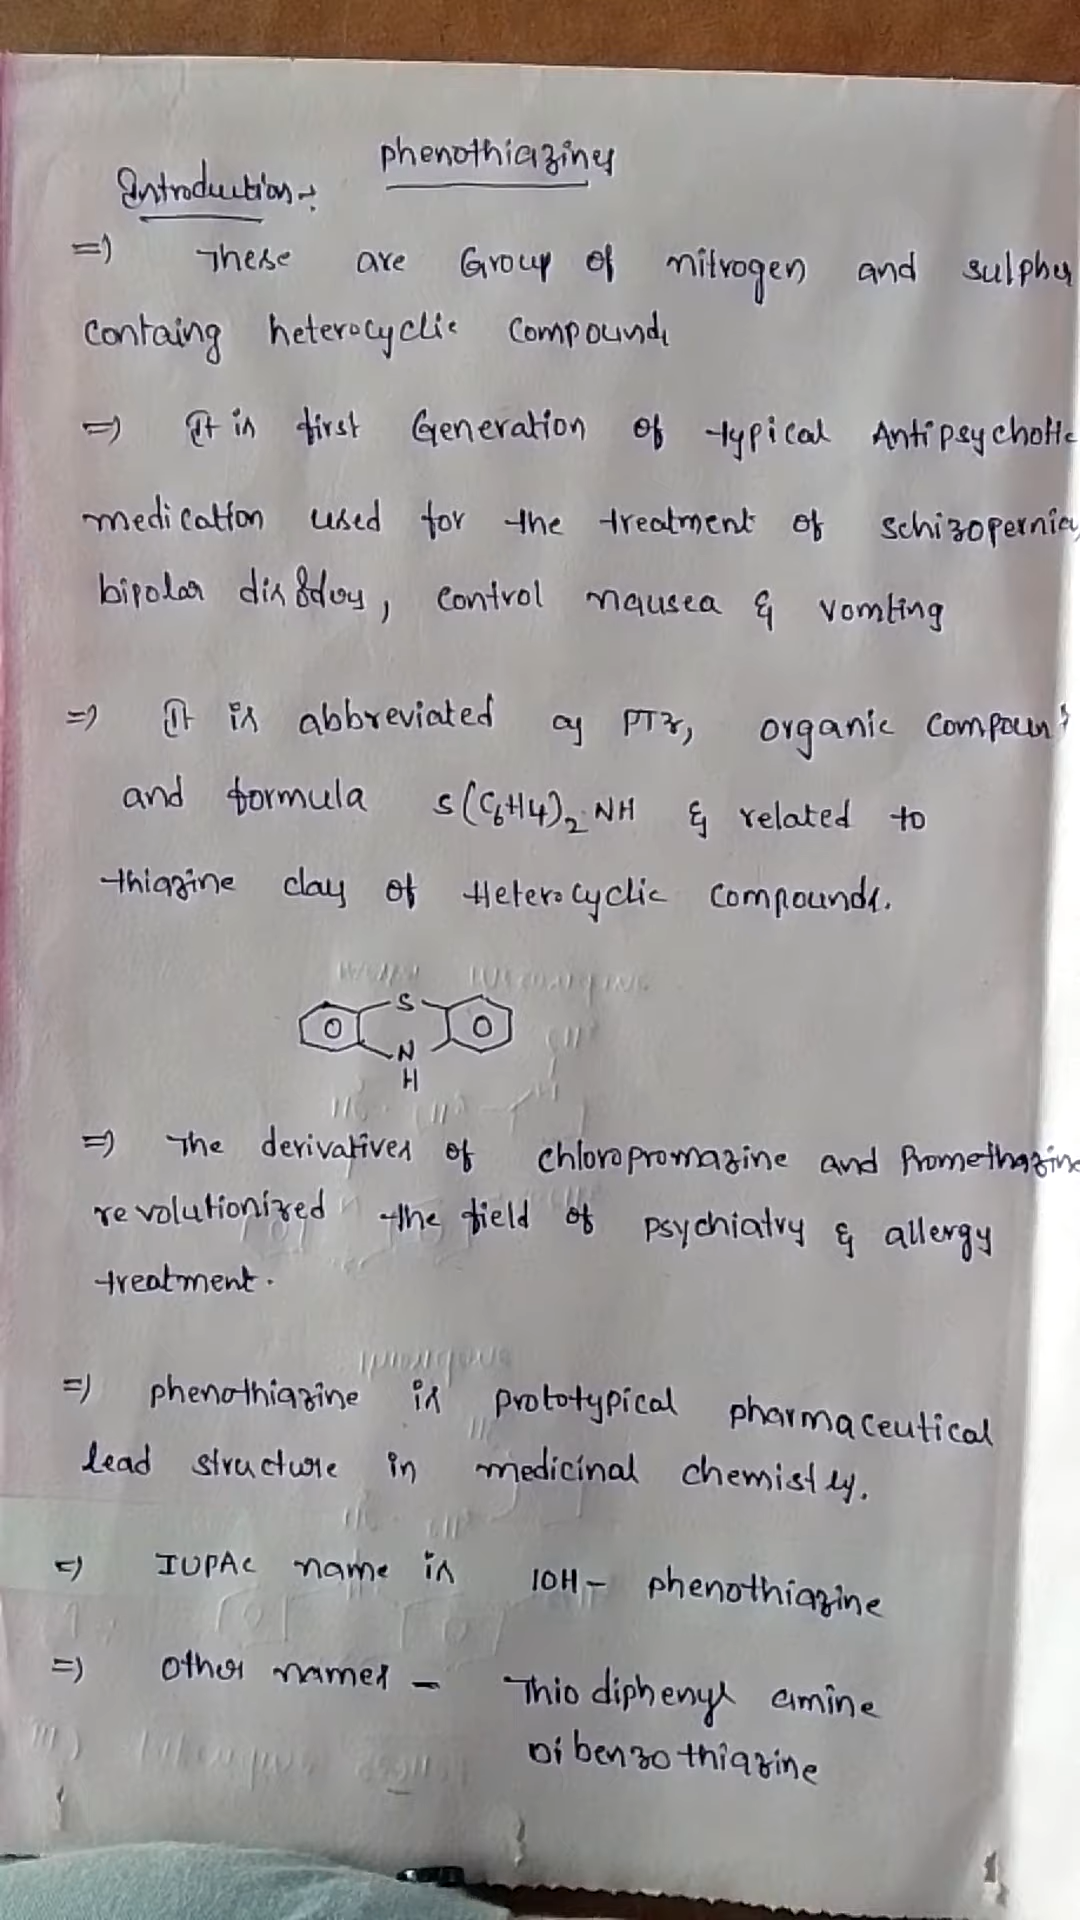 phenothiazines
Introduction:
=> These are Group of nitrogen and sulphur
containg heterocyclic compounds
=> It is first Generation of typical Antipsychotic
medication used for the treatment of schizopernia,
bipolar disorders, control nausea & vomting
=> It is abbreviated as PTZ, organic compound
and formula S(C6H4)2 NH & related to
thiazine class of Heterocyclic compounds.
S
N
H
=> The derivatives of chloropromazine and Promethazine
revolutionized the field of psychiatry & allergy
treatment.
=> phenothiazine is prototypical pharmaceutical
lead structure in medicinal chemistry.
=> IUPAC name is 10H- phenothiazine
=> other names - Thio diphenyl amine
Di benzo thiazine